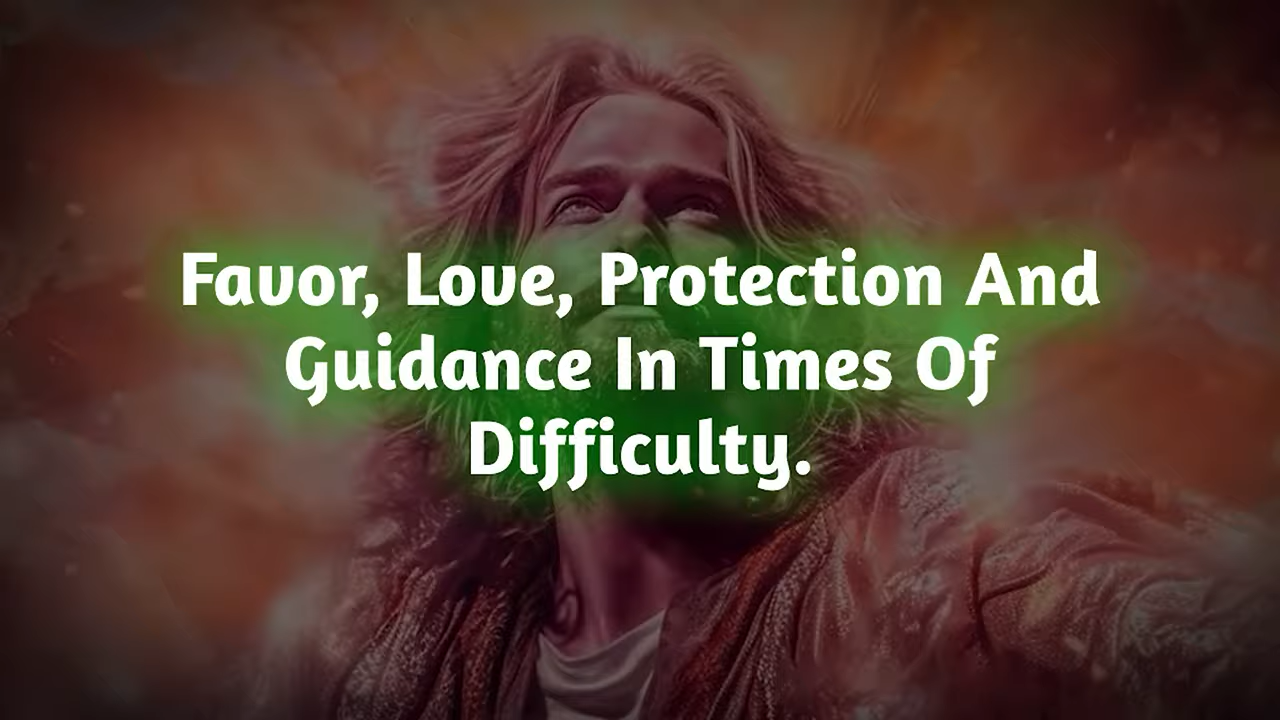 Favor, Love, Protection And
Guidance In Times Of
Difficulty.